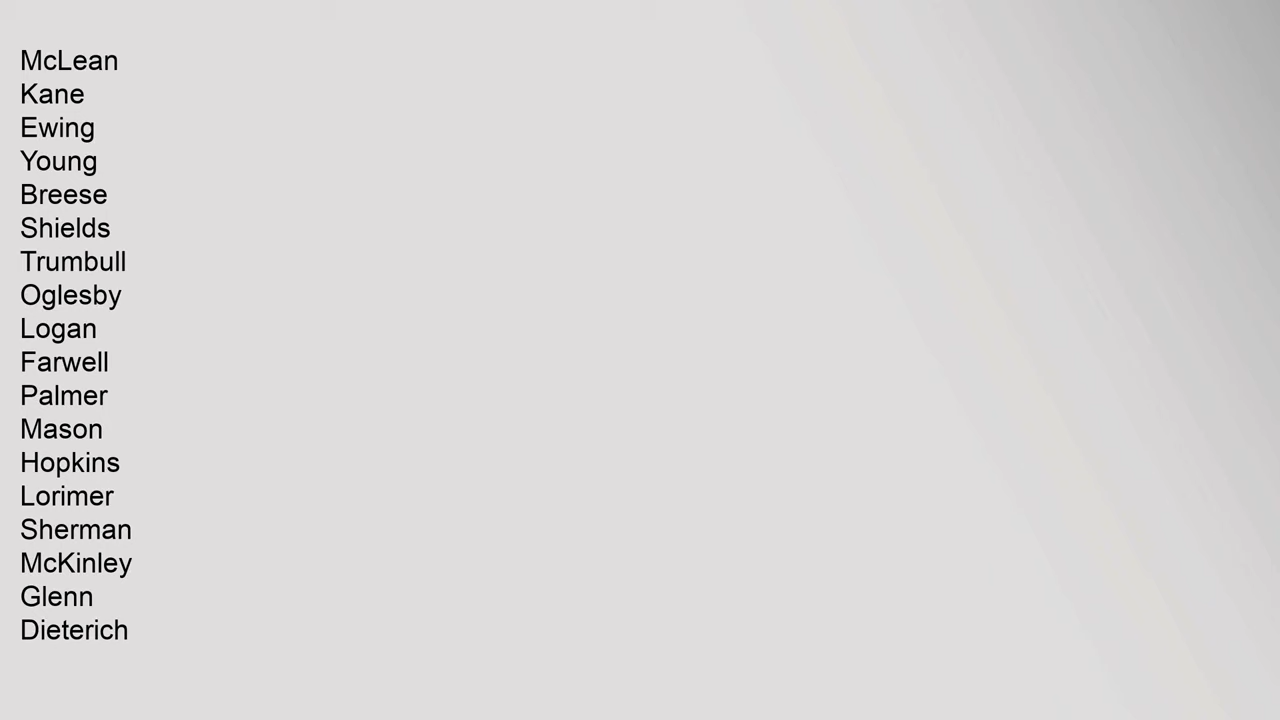 McLean
Kane
Ewing
Young
Breese
Shields
Trumbull
Oglesby
Logan
Farwell
Palmer
Mason
Hopkins
Lorimer
Sherman
McKinley
Glenn
Dieterich